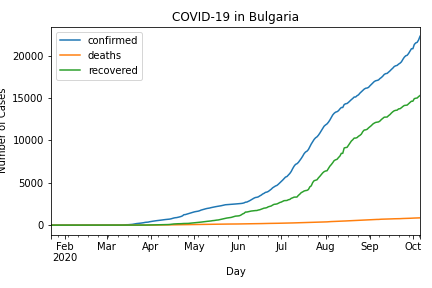 COVID-19 in Bulgaria
confirmed
deaths
recovered
20000
15000
10000
5000
0
Number of Cases
Feb Mar Apr May Jun Jul Aug Sep Oct
2020
Day